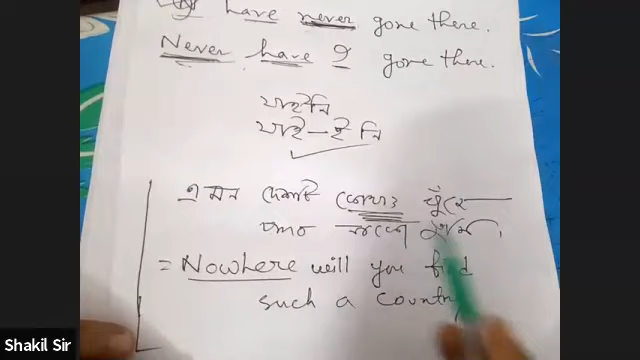 have never gone there.
Never have I gone there.
যাইনি
যাই-ই নি
এমন দেশটি কোথাও খুঁজে
পাবে নাকো তুমি,
= Nowhere will you find
such a country
Shakil Sir